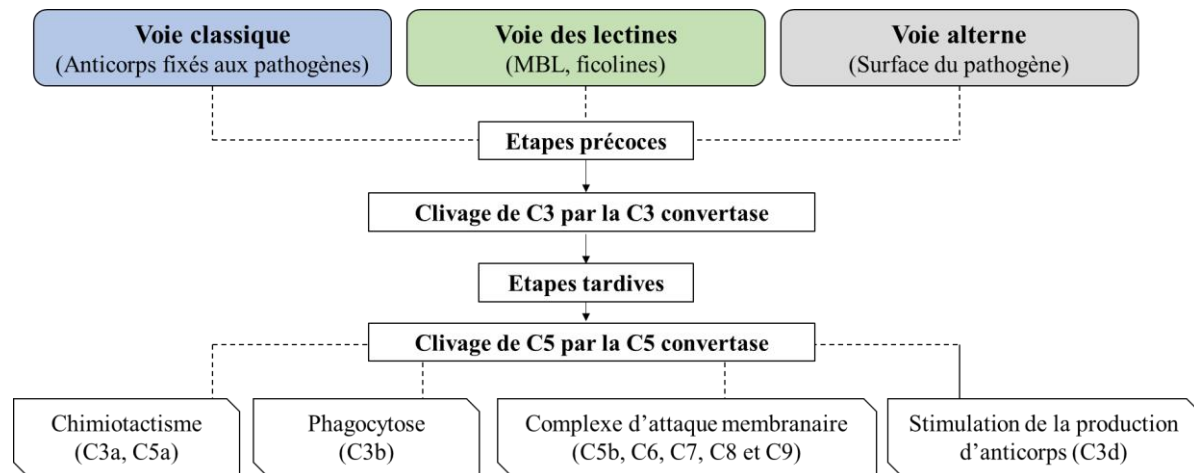 Voie classique
(Anticorps fixés aux pathogènes)
Voie des lectines
(MBL, ficolines)
Voie alterne
(Surface du pathogène)
Etapes précoces
Clivage de C3 par la C3 convertase
Etapes tardives
Clivage de C5 par la C5 convertase
Chimiotactisme
(C3a, C5a)
Phagocytose
(C3b)
Complexe d’attaque membranaire
(C5b, C6, C7, C8 et C9)
Stimulation de la production
d’anticorps (C3d)